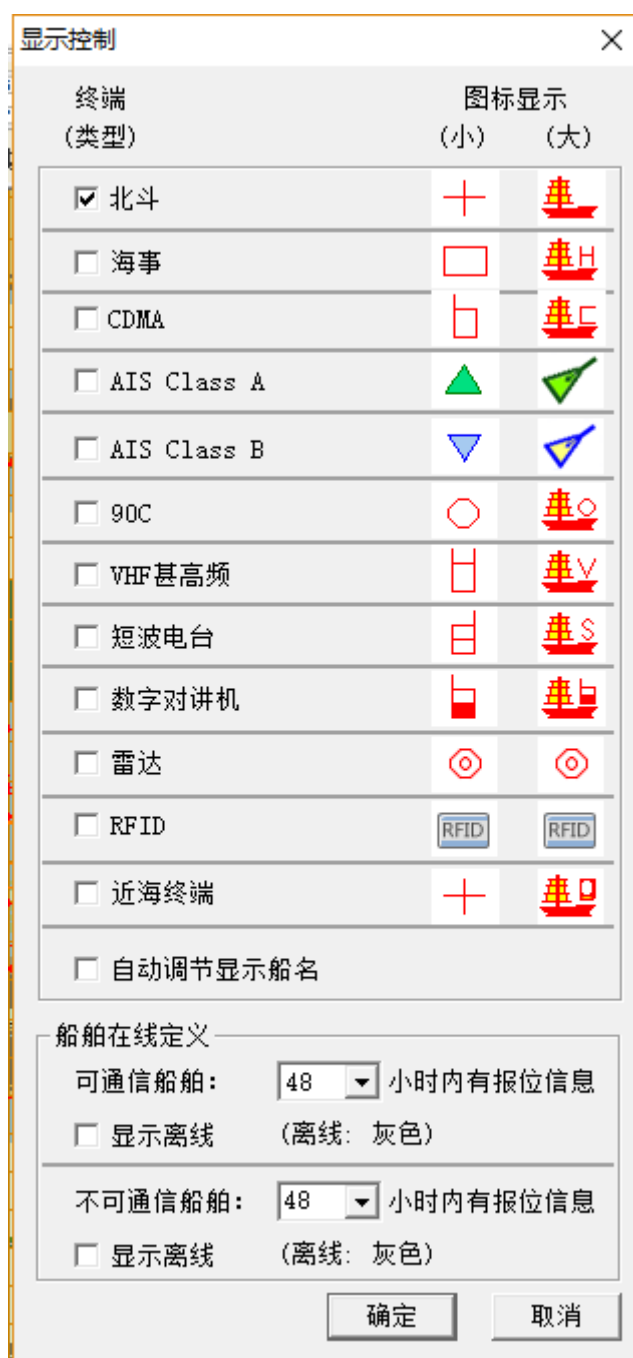 显示控制
终端 图标显示
(类型) (小) (大)
北斗
海事 H
CDMA
AIS Class A
AIS Class B
90C
VHF甚高频 V
短波电台 S
数字对讲机
雷达
RFID RFID RFID
近海终端
自动调节显示船名
船舶在线定义
可通信船舶: 48 小时内有报位信息
显示离线 (离线: 灰色)
不可通信船舶: 48 小时内有报位信息
显示离线 (离线: 灰色)
确定 取消